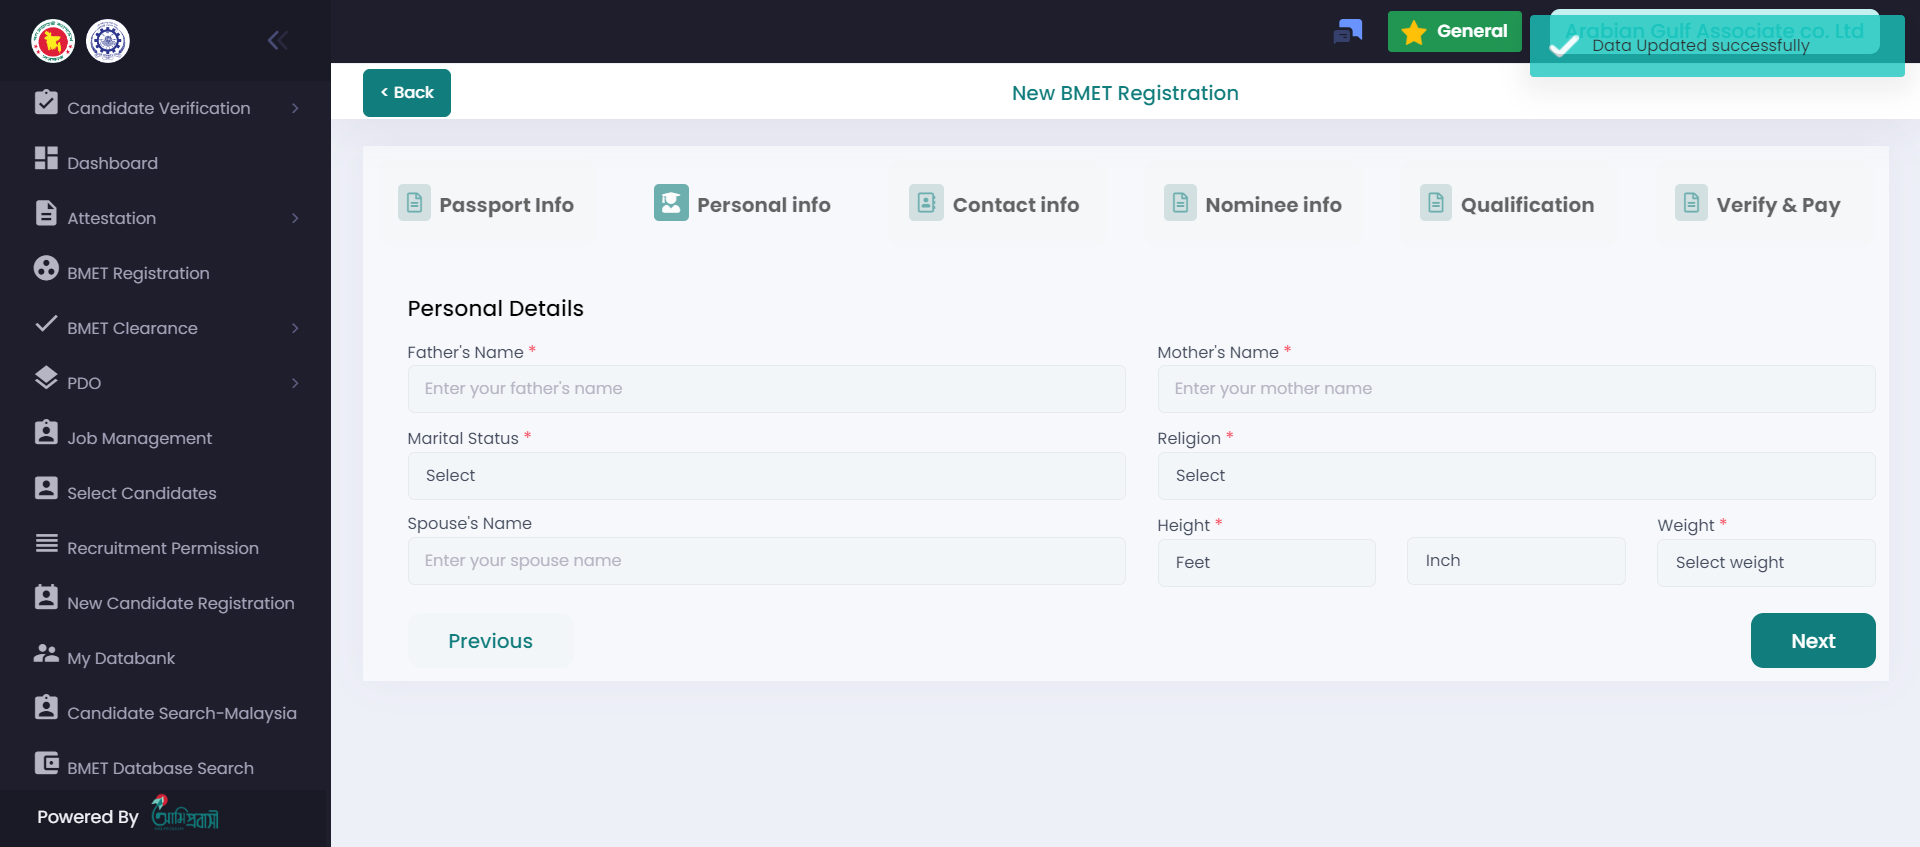 General
Arabian Gulf Associate co. Ltd
Data Updated successfully
< Back
New BMET Registration
Candidate Verification
Dashboard
Attestation
BMET Registration
BMET Clearance
PDO
Job Management
Select Candidates
Recruitment Permission
New Candidate Registration
My Databank
Candidate Search-Malaysia
BMET Database Search
Powered By আমি প্রবাসী
Passport Info
Personal info
Contact info
Nominee info
Qualification
Verify & Pay
Personal Details
Father's Name *
Enter your father's name
Mother's Name *
Enter your mother name
Marital Status *
Select
Religion *
Select
Spouse's Name
Enter your spouse name
Height *
Feet
Inch
Weight *
Select weight
Previous
Next